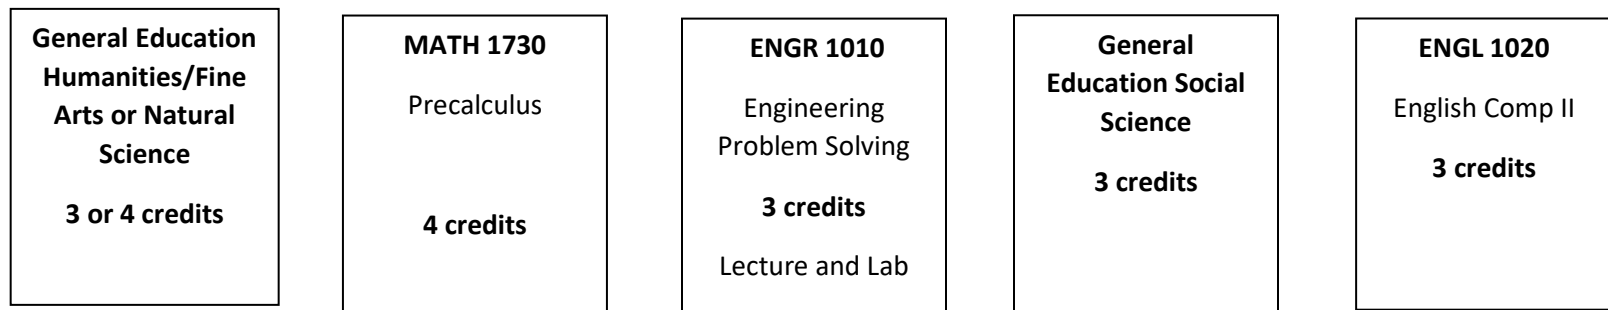 General Education
Humanities/Fine
Arts or Natural
Science
3 or 4 credits
MATH 1730
Precalculus
4 credits
ENGR 1010
Engineering
Problem Solving
3 credits
Lecture and Lab
General
Education Social
Science
3 credits
ENGL 1020
English Comp II
3 credits